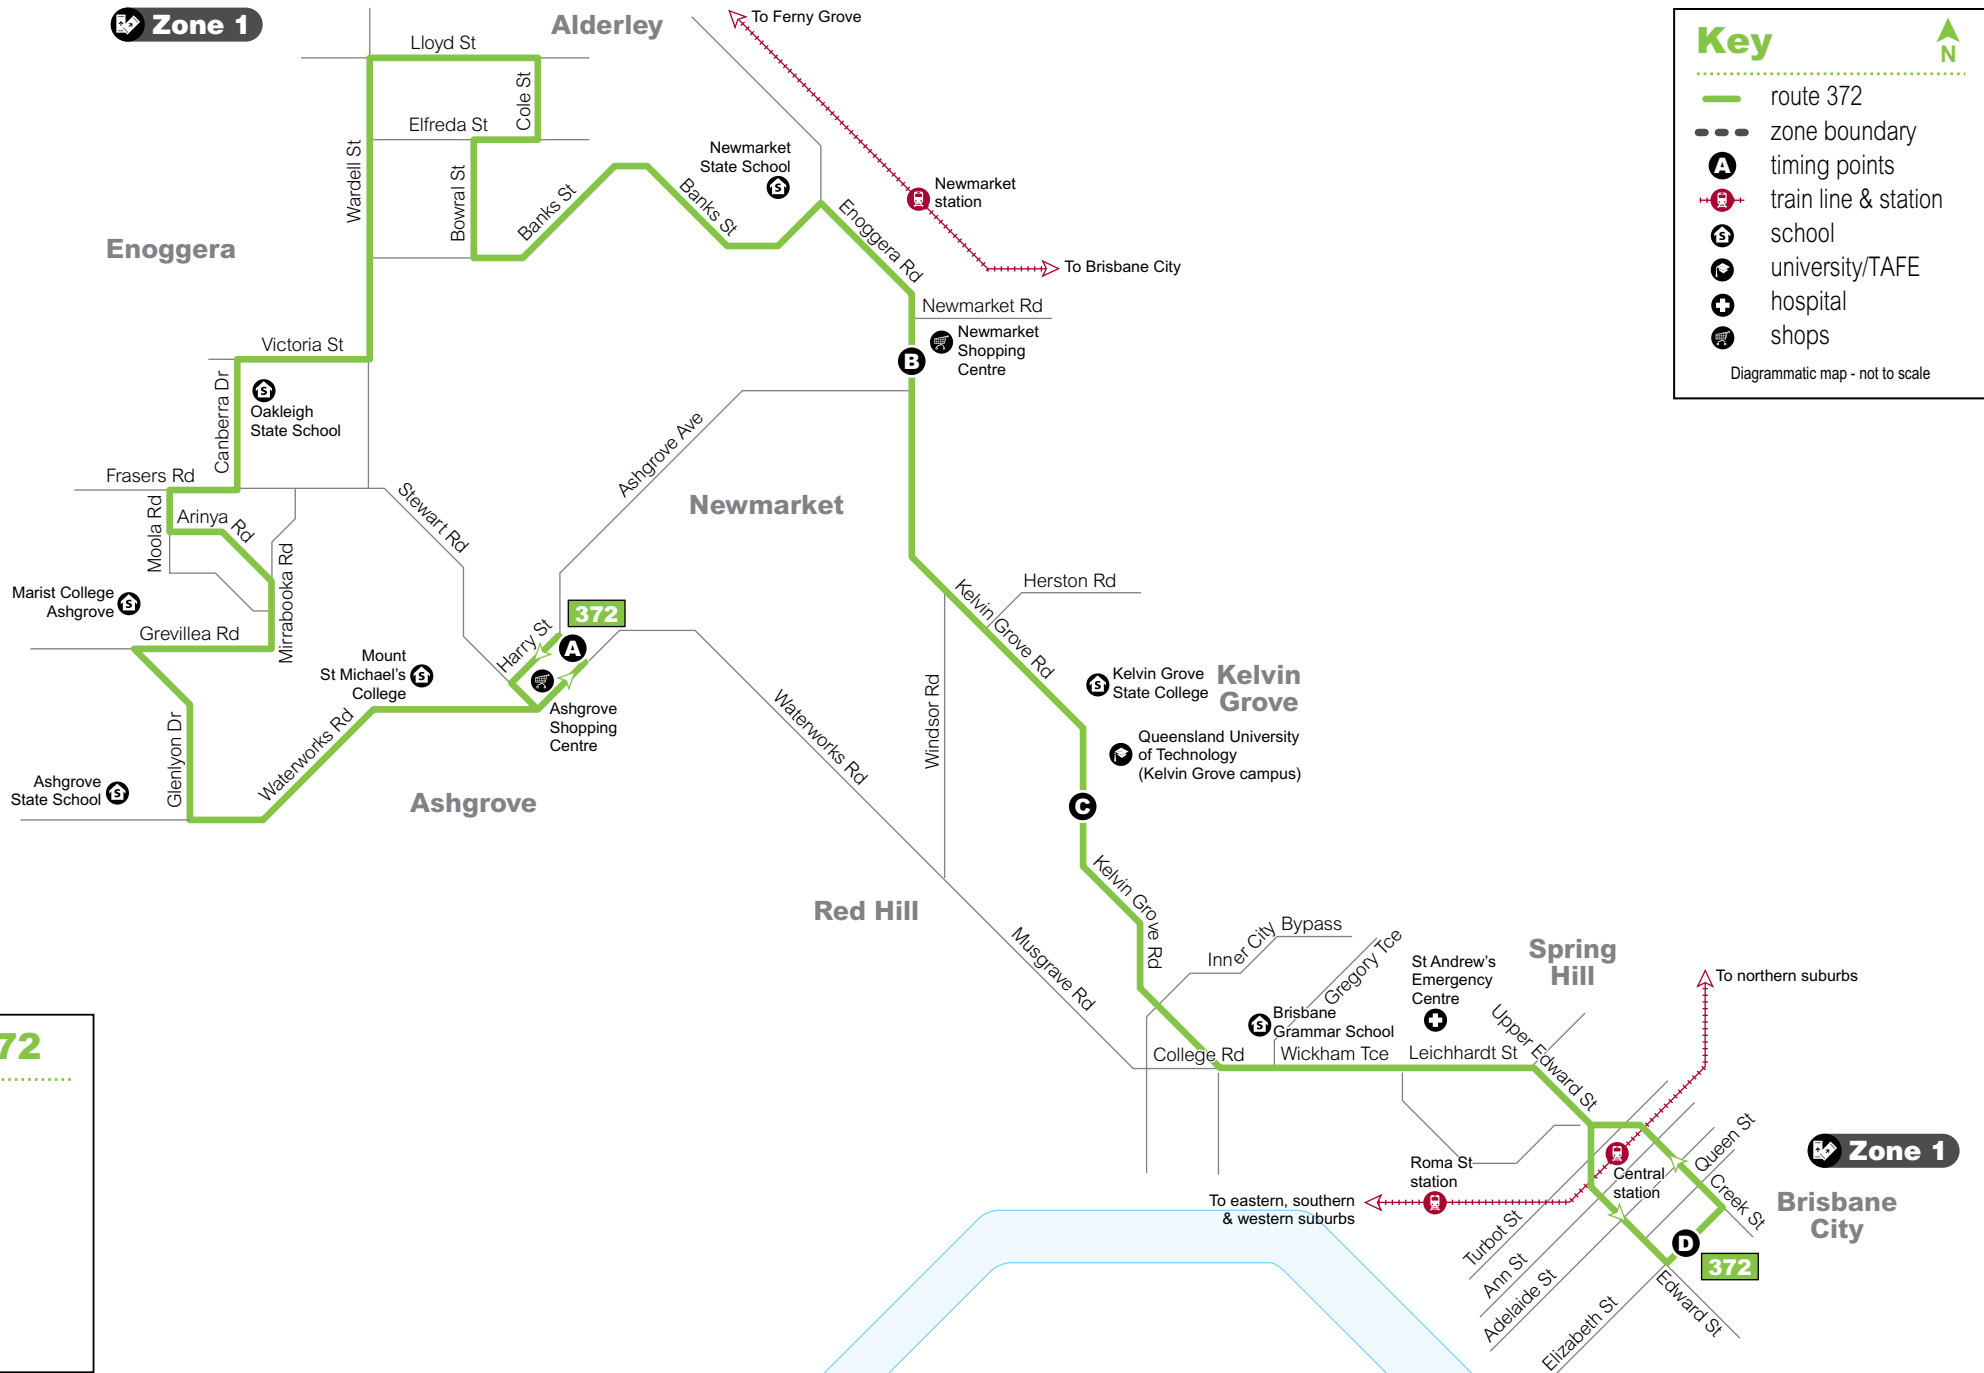 Zone 1
Alderley
To Ferny Grove
Key
N
route 372
zone boundary
A
timing points
train line & station
school
university/TAFE
hospital
shops
Diagrammatic map - not to scale
Lloyd St
Cole St
Elfreda St
Wardell St
Bowral St
Banks St
Banks St
Newmarket
State School
Enoggera Rd
Newmarket
station
To Brisbane City
Enoggera
Newmarket Rd
Newmarket
Shopping
Centre
B
Victoria St
Canberra Dr
Oakleigh
State School
Ashgrove Ave
Frasers Rd
Moola Rd
Arinya Rd
Stewart Rd
Newmarket
Mirrabooka Rd
Marist College
Ashgrove
Grevillea Rd
Mount
St Michael's
College
Harry St
372
A
Ashgrove
Shopping
Centre
Herston Rd
Kelvin Grove Rd
Kelvin Grove
State College
Kelvin
Grove
Queensland University
of Technology
(Kelvin Grove campus)
Windsor Rd
Waterworks Rd
Waterworks Rd
Glenlyon Dr
Ashgrove
State School
Ashgrove
C
Kelvin Grove Rd
Red Hill
Musgrave Rd
Inner City Bypass
Gregory Tce
St Andrew's
Emergency
Centre
Spring
Hill
To northern suburbs
Brisbane
Grammar School
College Rd
Wickham Tce
Leichhardt St
Upper Edward St
72
Queen St
Creek St
Zone 1
Brisbane
City
Roma St
station
Central
station
To eastern, southern
& western suburbs
Turbot St
Ann St
Adelaide St
Elizabeth St
Edward St
D
372